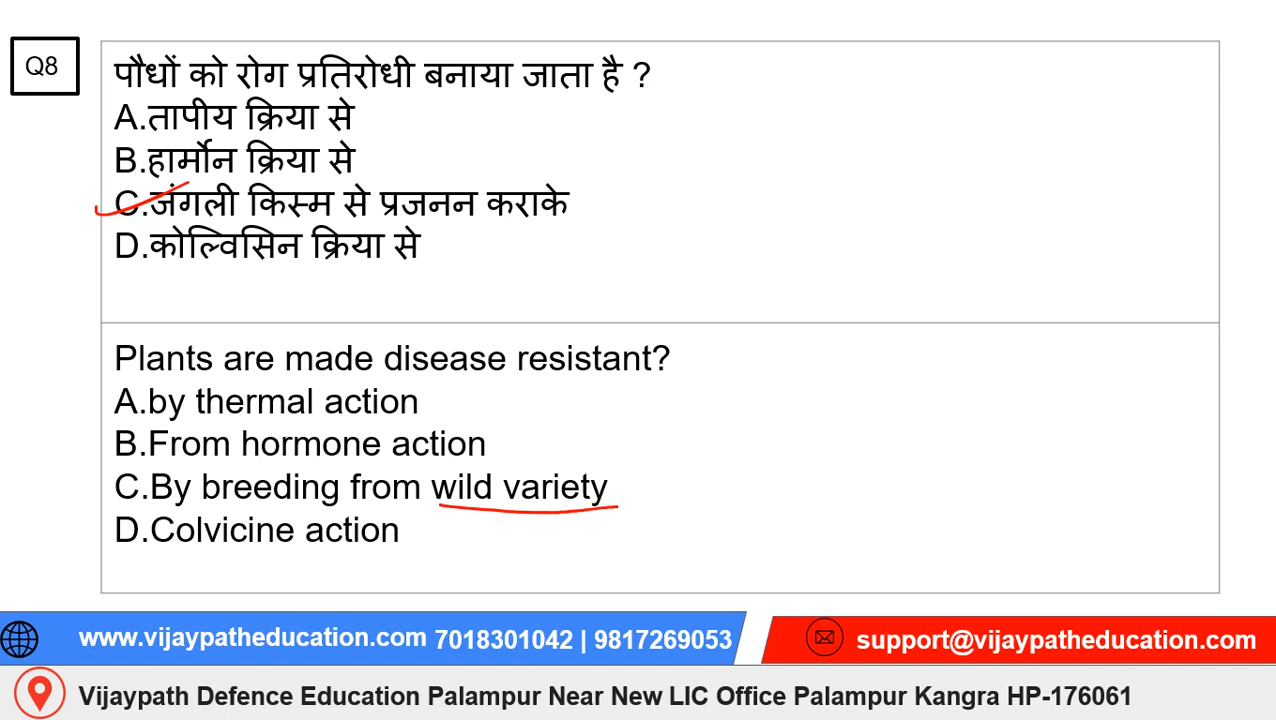 Q8
पौधों को रोग प्रतिरोधी बनाया जाता है ?
A.तापीय क्रिया से
B.हार्मोन क्रिया से
C.जंगली किस्म से प्रजनन कराके
D.कोल्विसिन क्रिया से
Plants are made disease resistant?
A.by thermal action
B.From hormone action
C.By breeding from wild variety
D.Colvicine action
www.vijaypatheducation.com 7018301042 | 9817269053
support@vijaypatheducation.com
Vijaypath Defence Education Palampur Near New LIC Office Palampur Kangra HP-176061